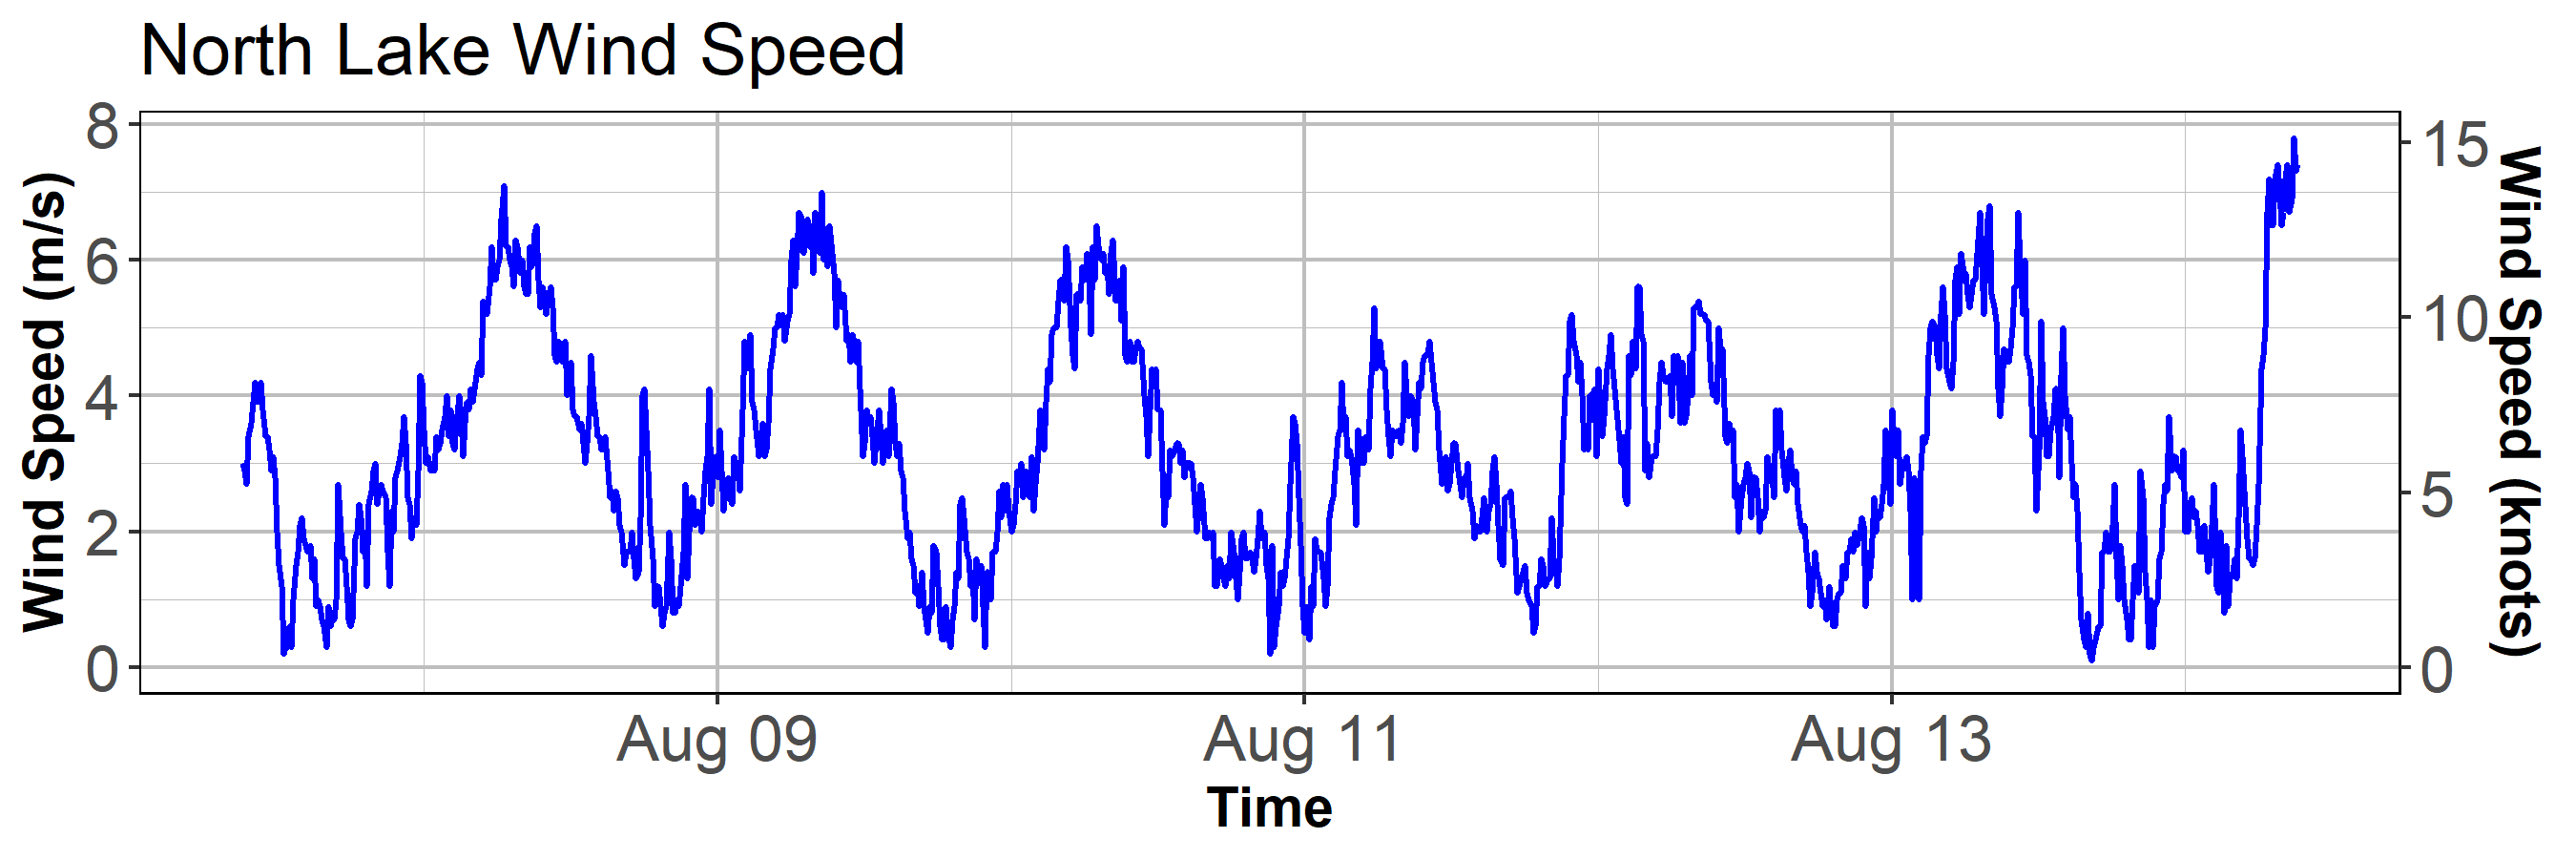 North Lake Wind Speed
Wind Speed (m/s)
8
6
4
2
0
15
10
5
0
Wind Speed (knots)
Aug 09
Aug 11
Aug 13
Time